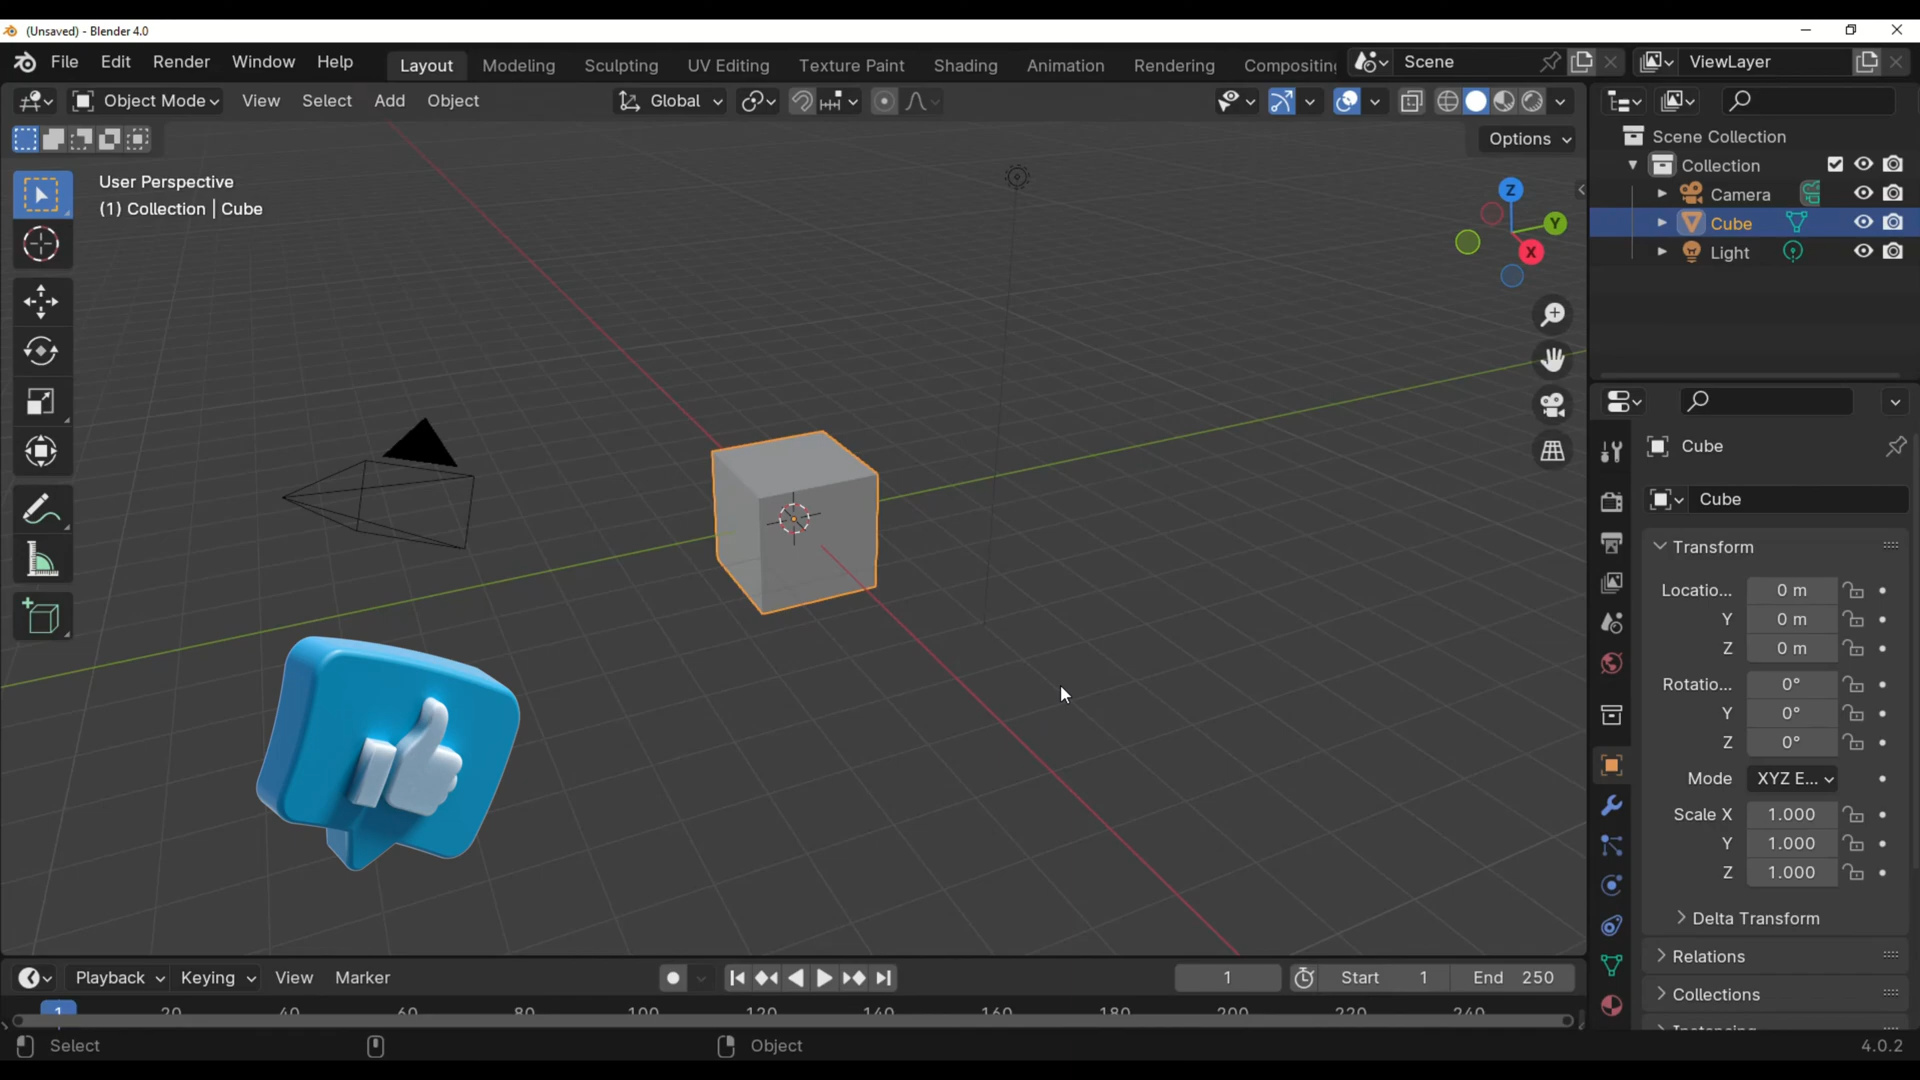 (Unsaved) - Blender 4.0
File Edit Render Window Help Layout Modeling Sculpting UV Editing Texture Paint Shading Animation Rendering Compositing Scene ViewLayer
Object Mode View Select Add Object Global
Options
User Perspective
(1) Collection | Cube
Z
Y
X
Scene Collection
Collection
Camera
Cube
Light
Cube
Cube
Transform
Locatio... 0 m
Y 0 m
Z 0 m
Rotatio... 0°
Y 0°
Z 0°
Mode XYZ E...
Scale X 1.000
Y 1.000
Z 1.000
Delta Transform
Relations
Collections
Instancing
Playback Keying View Marker 1 Start 1 End 250
1 20 40 60 80 100 120 140 160 180 200 220 240
Select Object 4.0.2